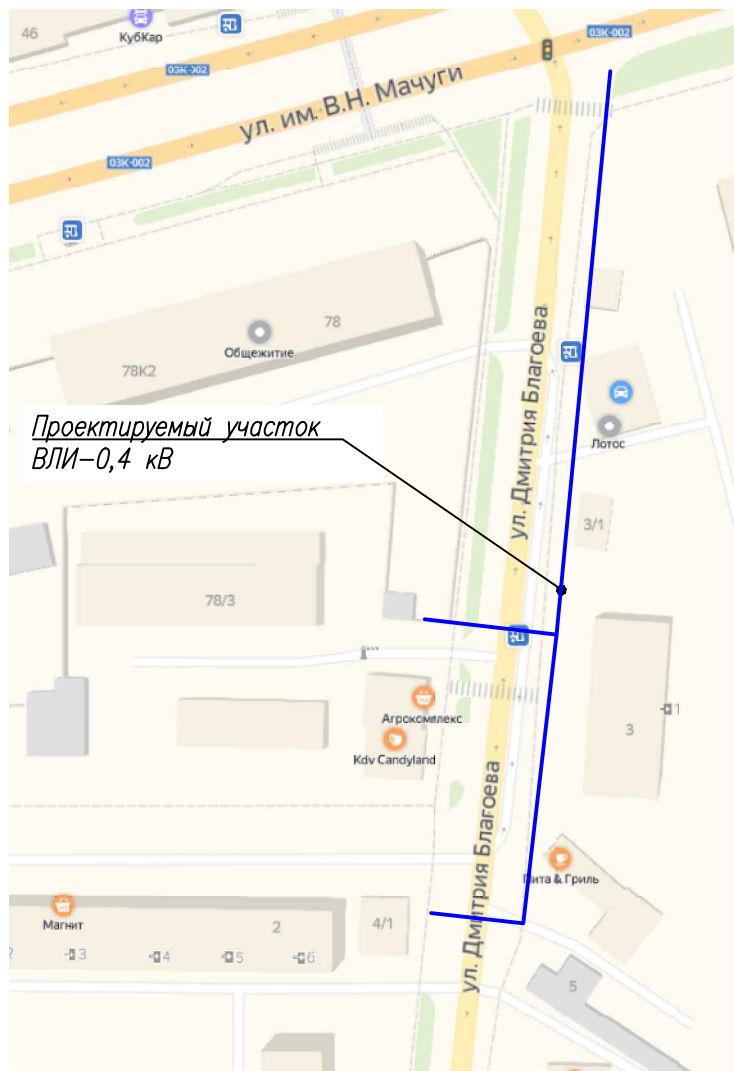 46
КубКар
03К-002
03К-002
ул. им. В.Н. Мачуги
03К-002
78
Общежитие
78К2
ул. Дмитрия Благоева
Лотос
Проектируемый участок
ВЛИ-0,4 кВ
3/1
78/3
Агрокомплекс
1
3
Kdv Candyland
ул. Дмитрия Благоева
Пита & Гриль
Магнит
2
4/1
2
3
4
5
6
5